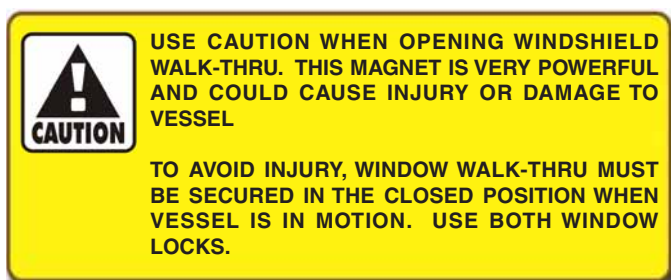 CAUTION
USE CAUTION WHEN OPENING WINDSHIELD
WALK-THRU. THIS MAGNET IS VERY POWERFUL
AND COULD CAUSE INJURY OR DAMAGE TO
VESSEL
TO AVOID INJURY, WINDOW WALK-THRU MUST
BE SECURED IN THE CLOSED POSITION WHEN
VESSEL IS IN MOTION. USE BOTH WINDOW
LOCKS.